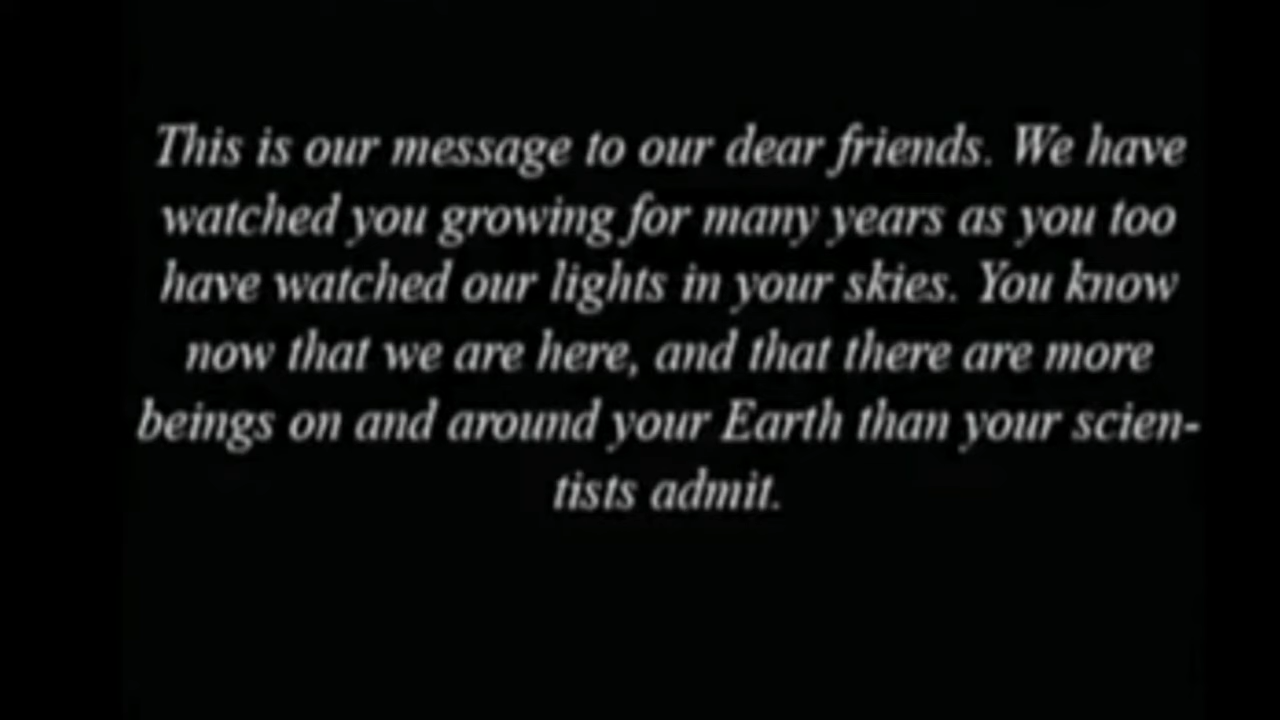 This is our message to our dear friends. We have
watched you growing for many years as you too
have watched our lights in your skies. You know
now that we are here, and that there are more
beings on and around your Earth than your scien-
tists admit.